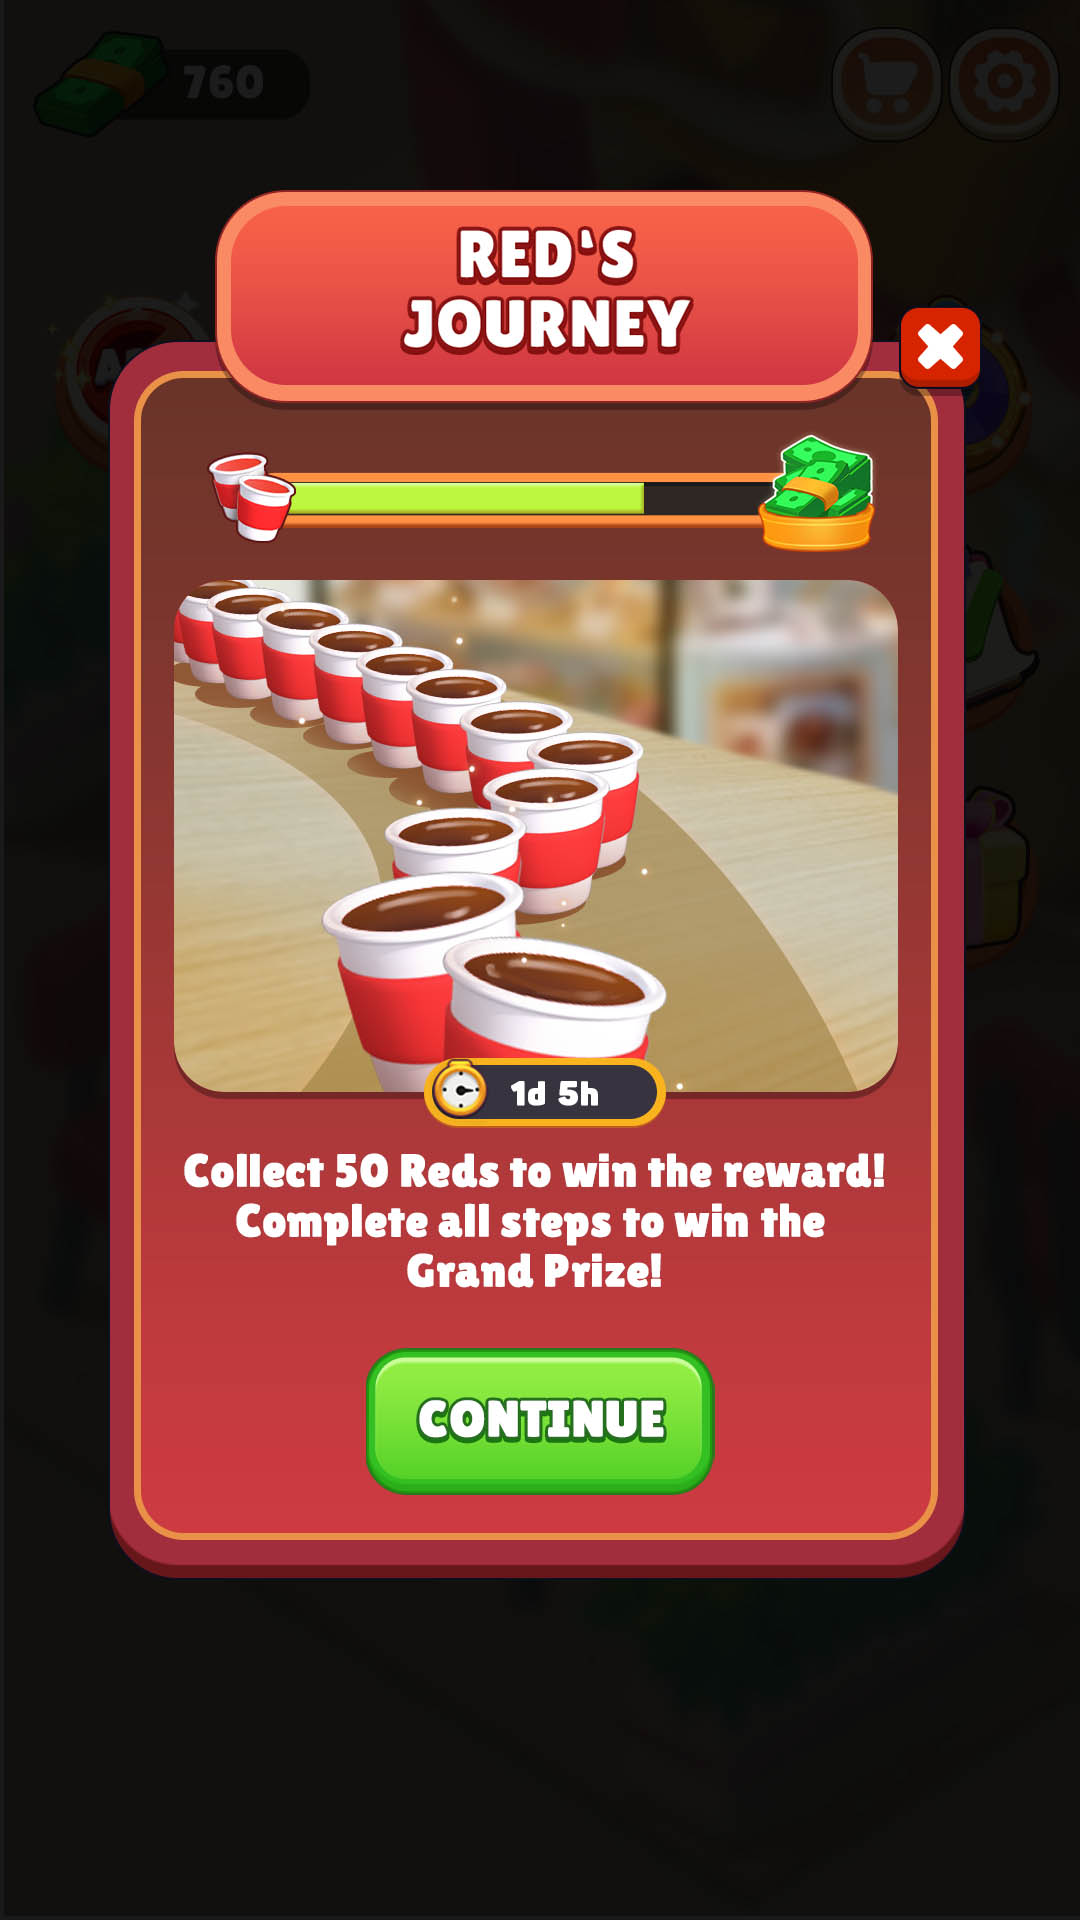 760
RED'S
JOURNEY
1d 5h
Collect 50 Reds to win the reward!
Complete all steps to win the
Grand Prize!
CONTINUE